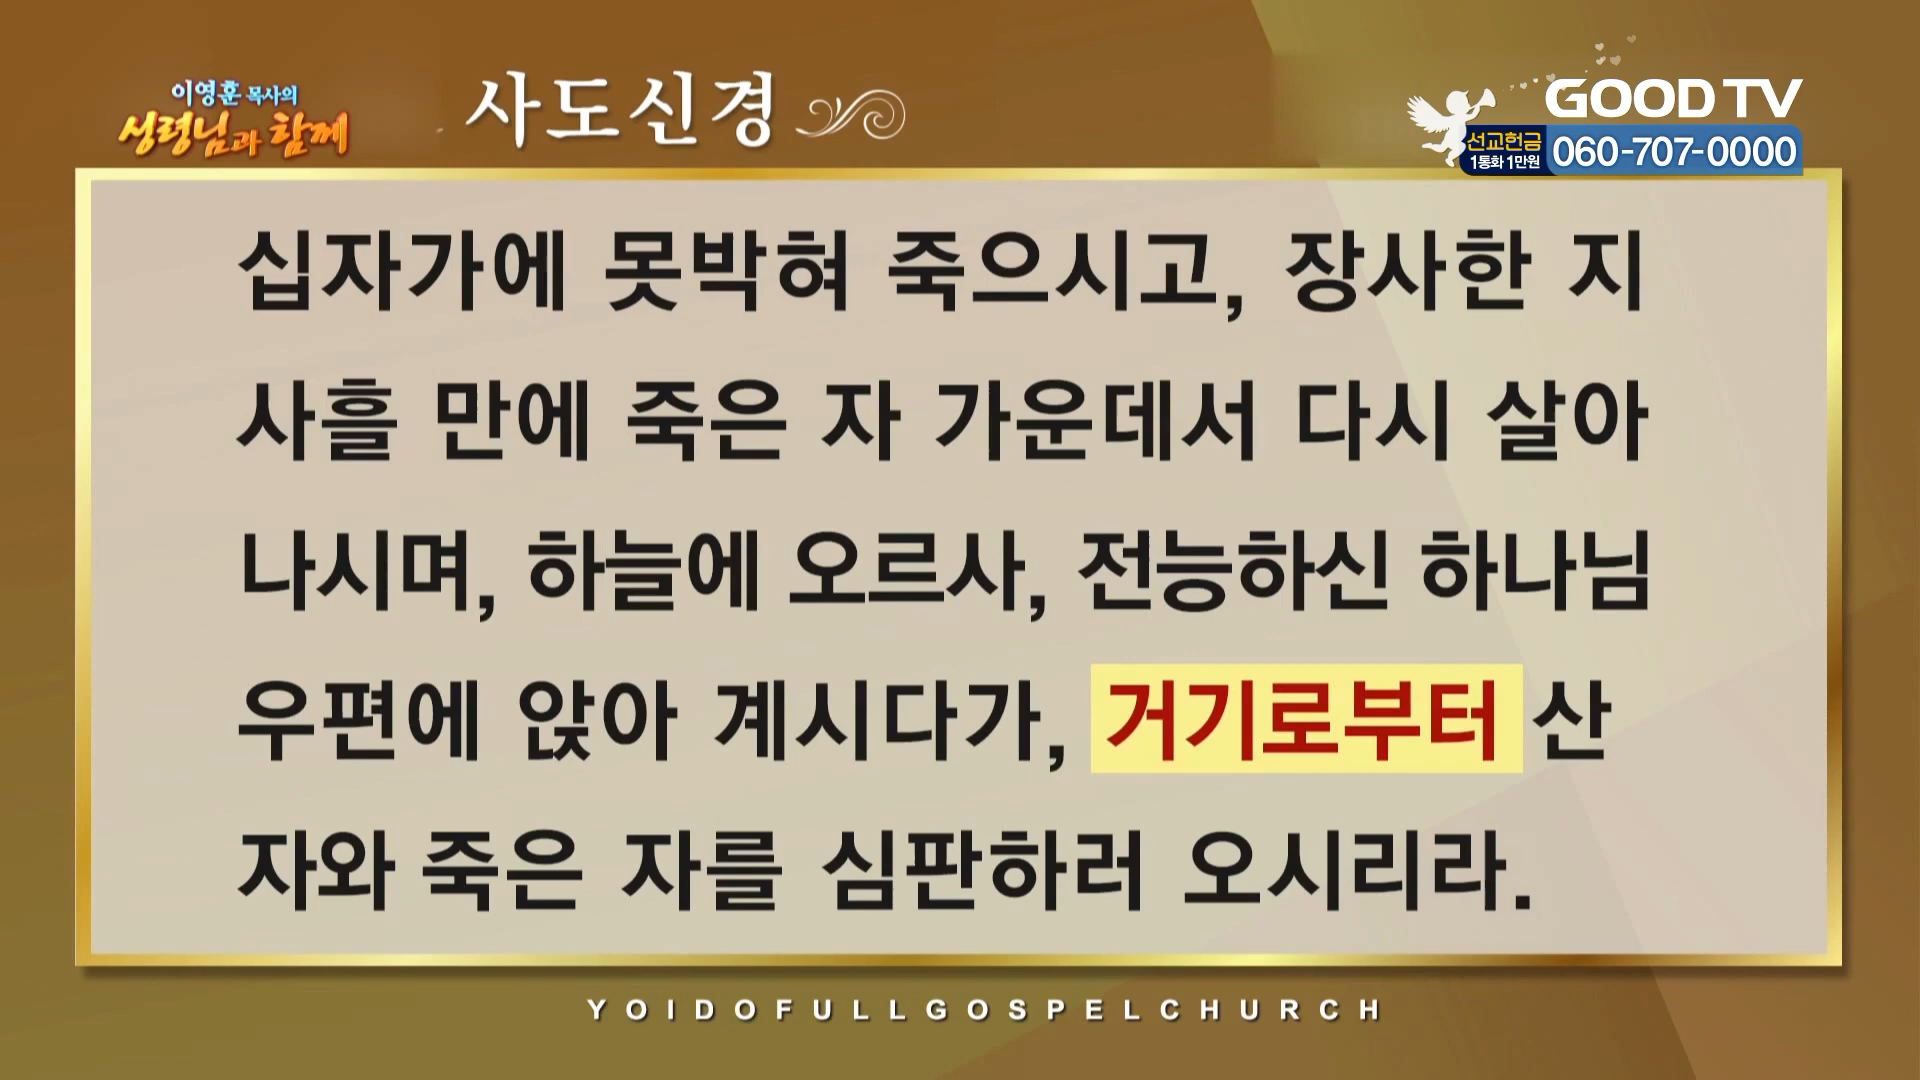 이영훈 목사의
성령님과 함께
사도신경
GOOD TV
선교헌금
1통화 1만원
060-707-0000
십자가에 못박혀 죽으시고, 장사한 지
사흘 만에 죽은 자 가운데서 다시 살아
나시며, 하늘에 오르사, 전능하신 하나님
우편에 앉아 계시다가, 거기로부터 산
자와 죽은 자를 심판하러 오시리라.
YOIDOFULLGOSPELCHURCH